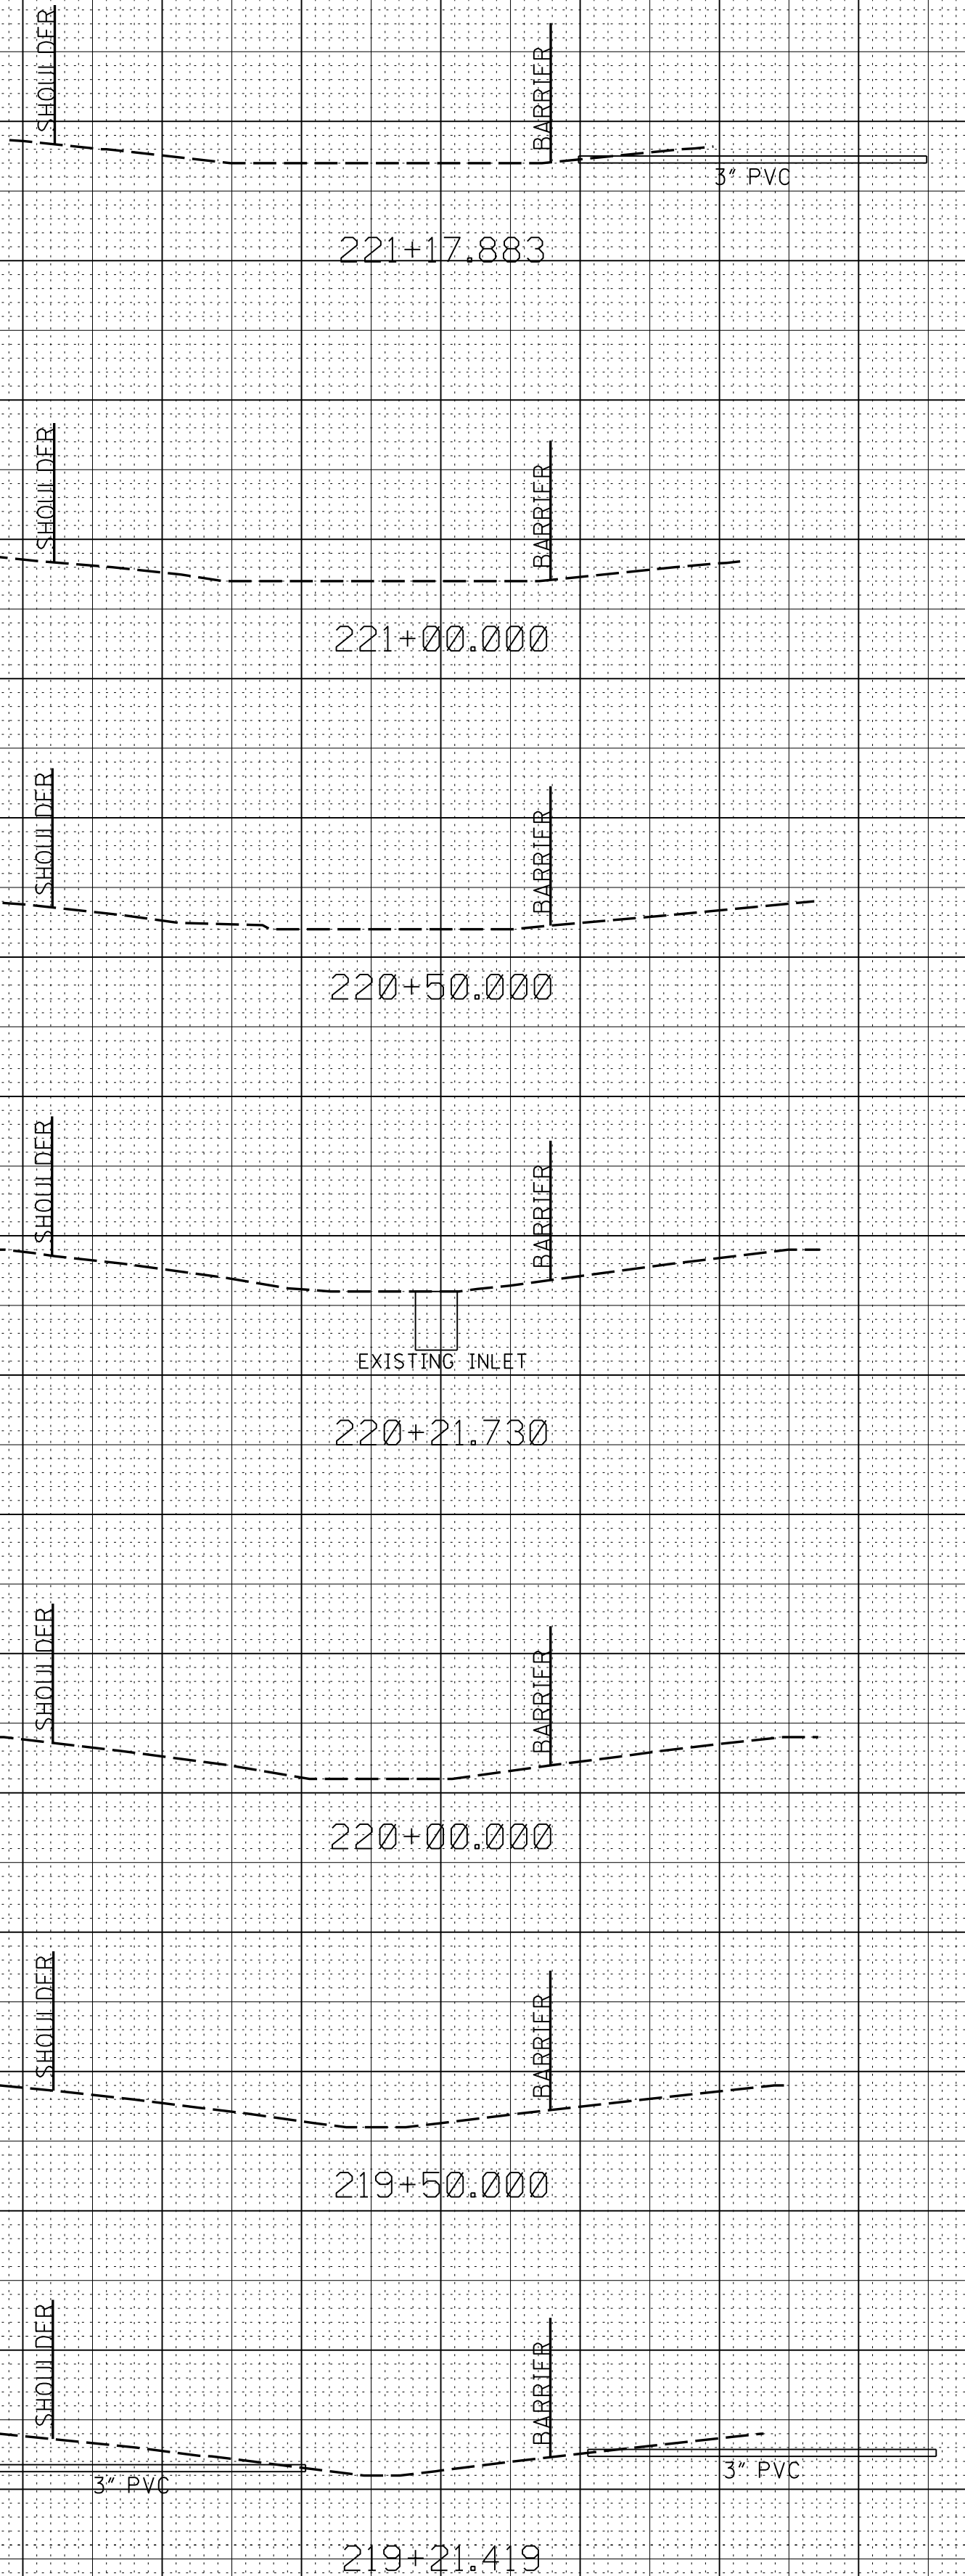 SHOULDER
BARRIER
3" PVC
221+17.883
SHOULDER
BARRIER
221+00.000
SHOULDER
BARRIER
220+50.000
SHOULDER
BARRIER
EXISTING INLET
220+21.730
SHOULDER
BARRIER
220+00.000
SHOULDER
BARRIER
219+50.000
SHOULDER
BARRIER
3" PVC
3" PVC
219+21.419